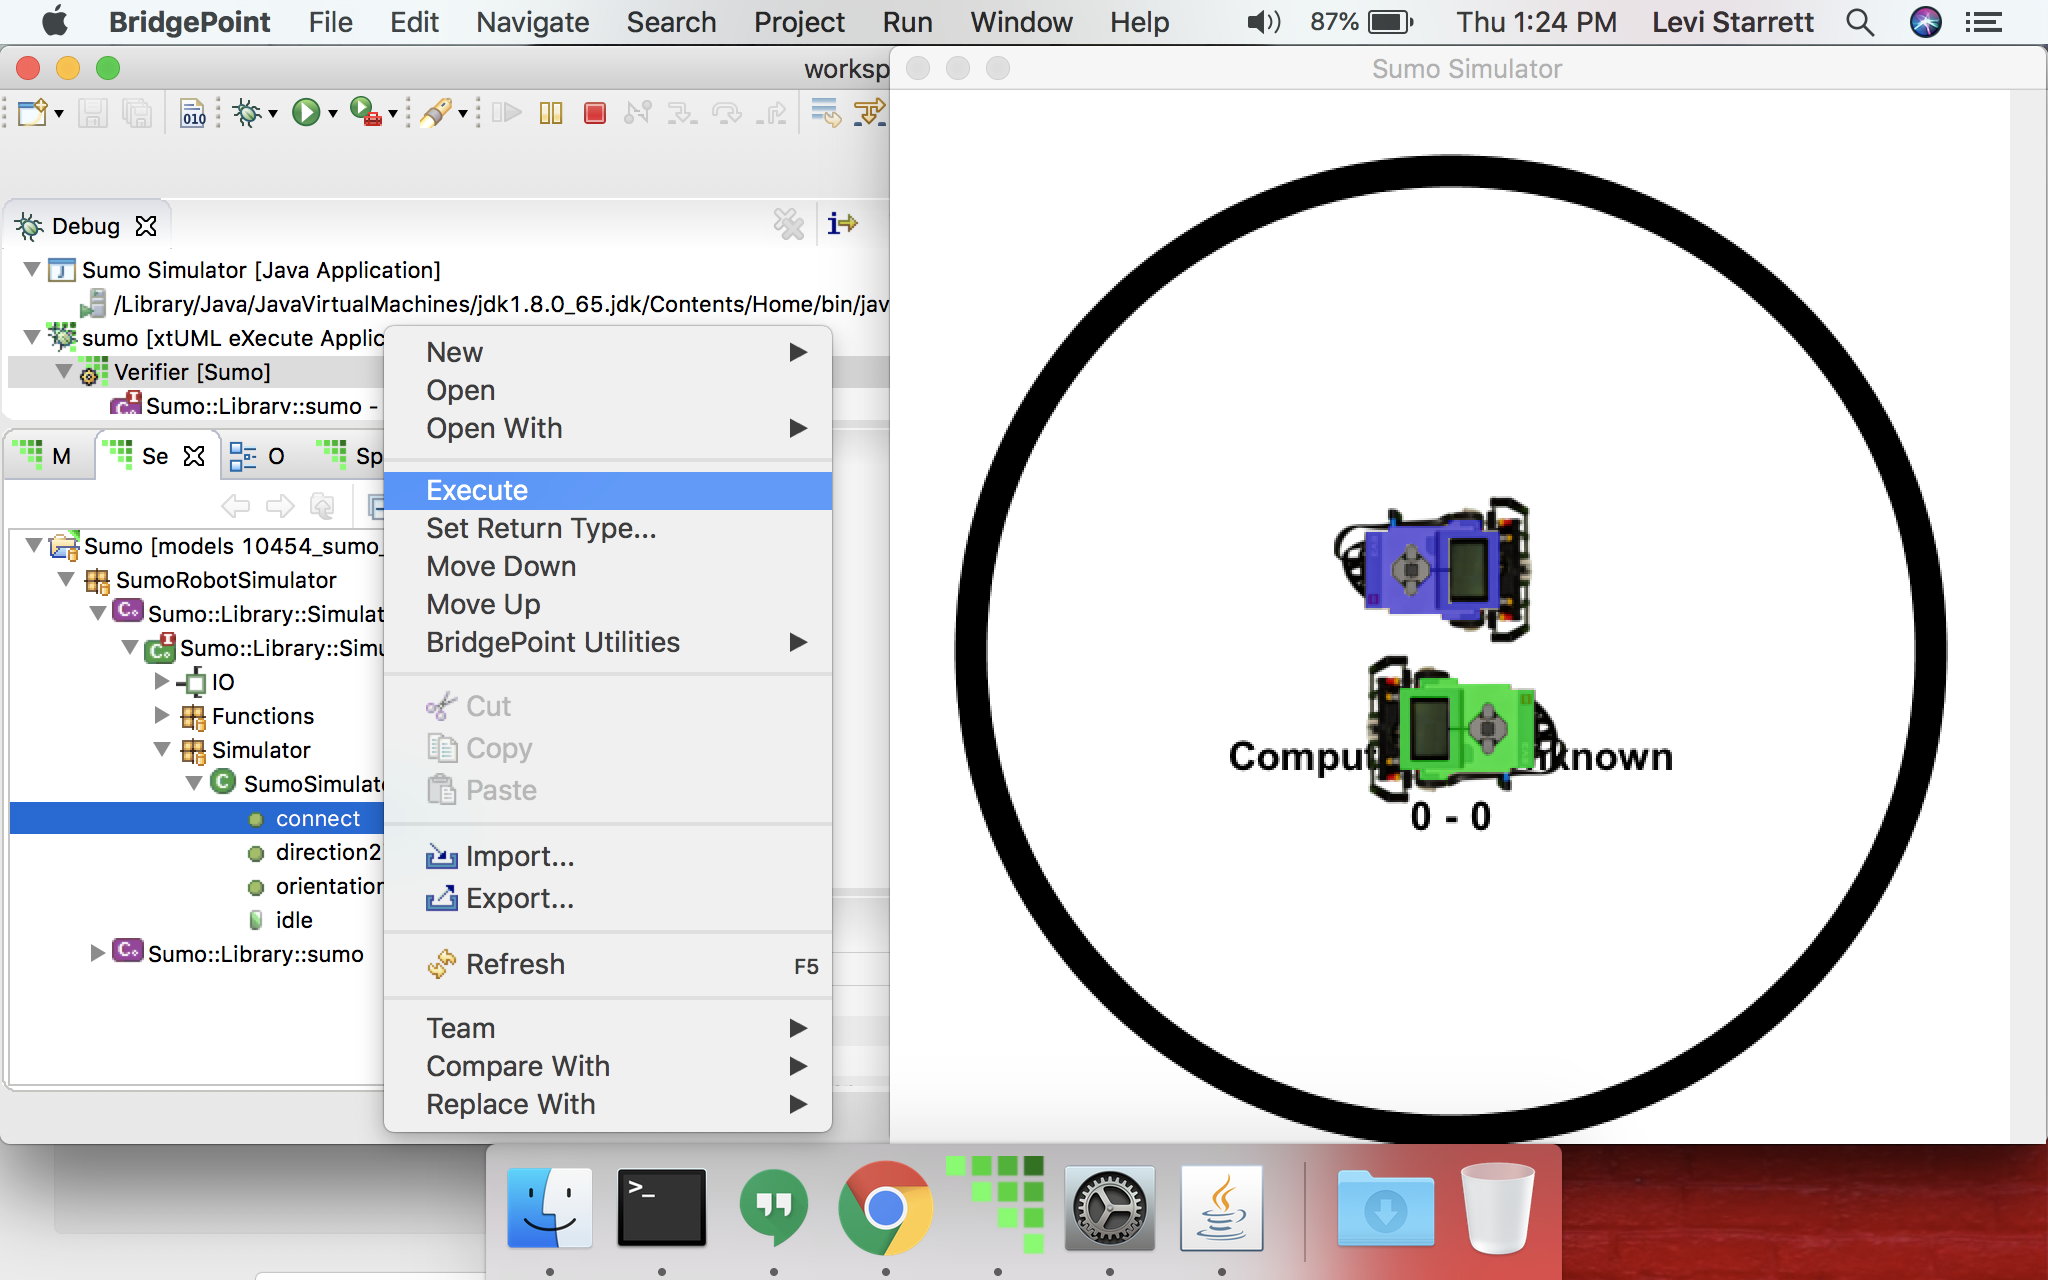 BridgePoint File Edit Navigate Search Project Run Window Help 87% Thu 1:24 PM Levi Starrett
worksp
Sumo Simulator
010
Debug
Sumo Simulator [Java Application]
/Library/Java/JavaVirtualMachines/jdk1.8.0_65.jdk/Contents/Home/bin/jav
sumo [xtUML eXecute Applic
Verifier [Sumo]
Sumo::Library::sumo -
M Se O Sp
Sumo [models 10454_sumo_
SumoRobotSimulator
Sumo::Library::Simulat
Sumo::Library::Simu
IO
Functions
Simulator
SumoSimulato
connect
direction2
orientation
idle
Sumo::Library::sumo
New
Open
Open With
Execute
Set Return Type...
Move Down
Move Up
BridgePoint Utilities
Cut
Copy
Paste
Import...
Export...
Refresh F5
Team
Compare With
Replace With
Comput nknown
0 - 0